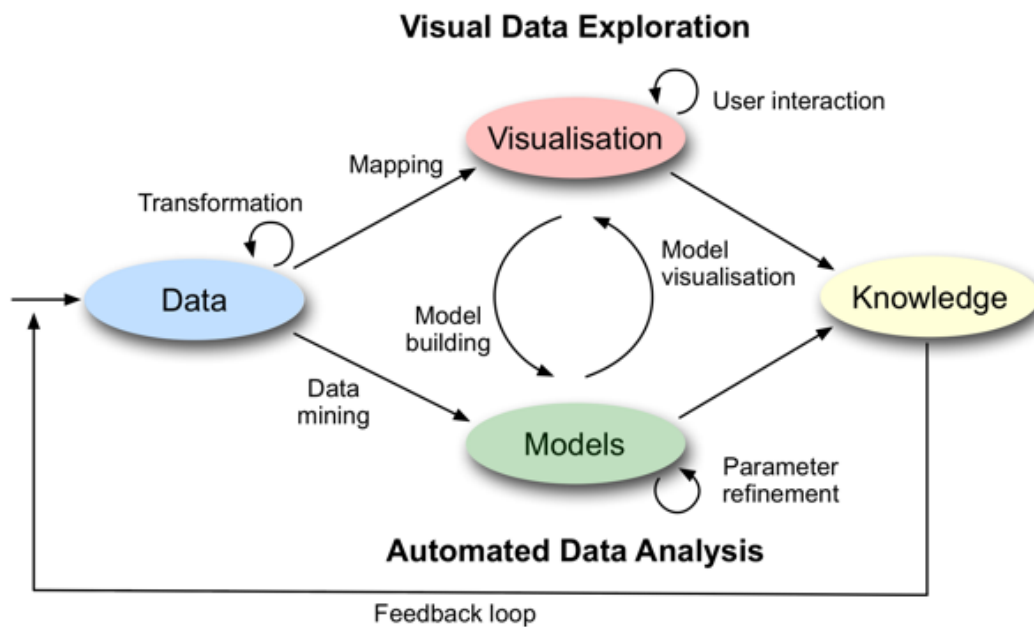 Visual Data Exploration
User interaction
Visualisation
Mapping
Transformation
Model
visualisation
Data
Knowledge
Model
building
Data
mining
Models
Parameter
refinement
Automated Data Analysis
Feedback loop